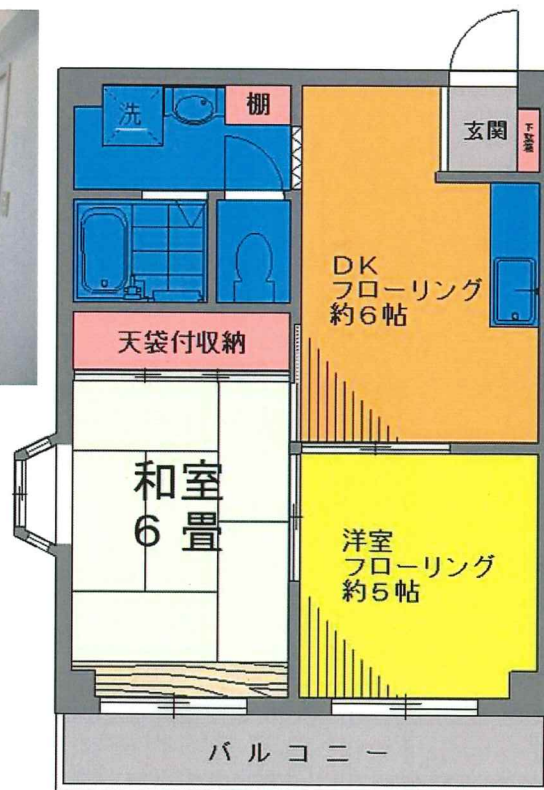 洗
棚
玄関
下駄箱
DK
フローリング
約6帖
天袋付収納
和室
6畳
洋室
フローリング
約5帖
バルコニー